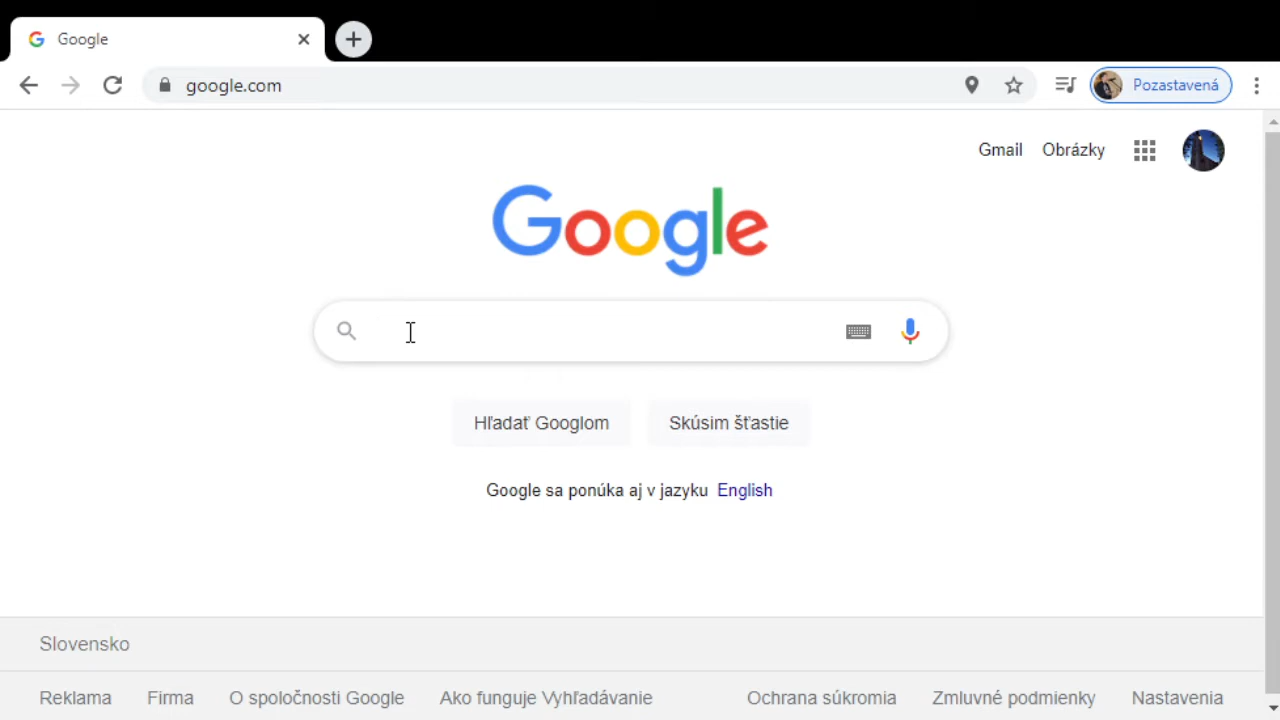 Google
google.com
Pozastavená
Gmail Obrázky
Google
Hľadať Googlom Skúsim šťastie
Google sa ponúka aj v jazyku English
Slovensko
Reklama Firma O spoločnosti Google Ako funguje Vyhľadávanie Ochrana súkromia Zmluvné podmienky Nastavenia